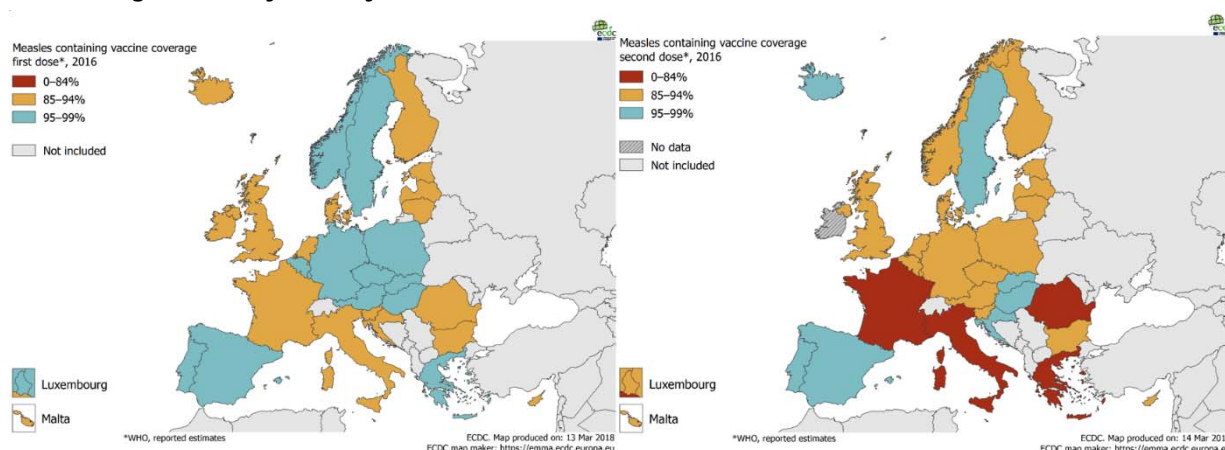 ecdc
Measles containing vaccine coverage
first dose*, 2016
0–84%
85–94%
95–99%
Not included
Luxembourg
Malta
*WHO, reported estimates
ECDC. Map produced on: 13 Mar 2018
ECDC map maker: https://emma.ecdc.europa.eu
ecdc
Measles containing vaccine coverage
second dose*, 2016
0–84%
85–94%
95–99%
No data
Not included
Luxembourg
Malta
*WHO, reported estimates
ECDC. Map produced on: 14 Mar 201
ECDC map maker: https://emma.ecdc.europa.eu